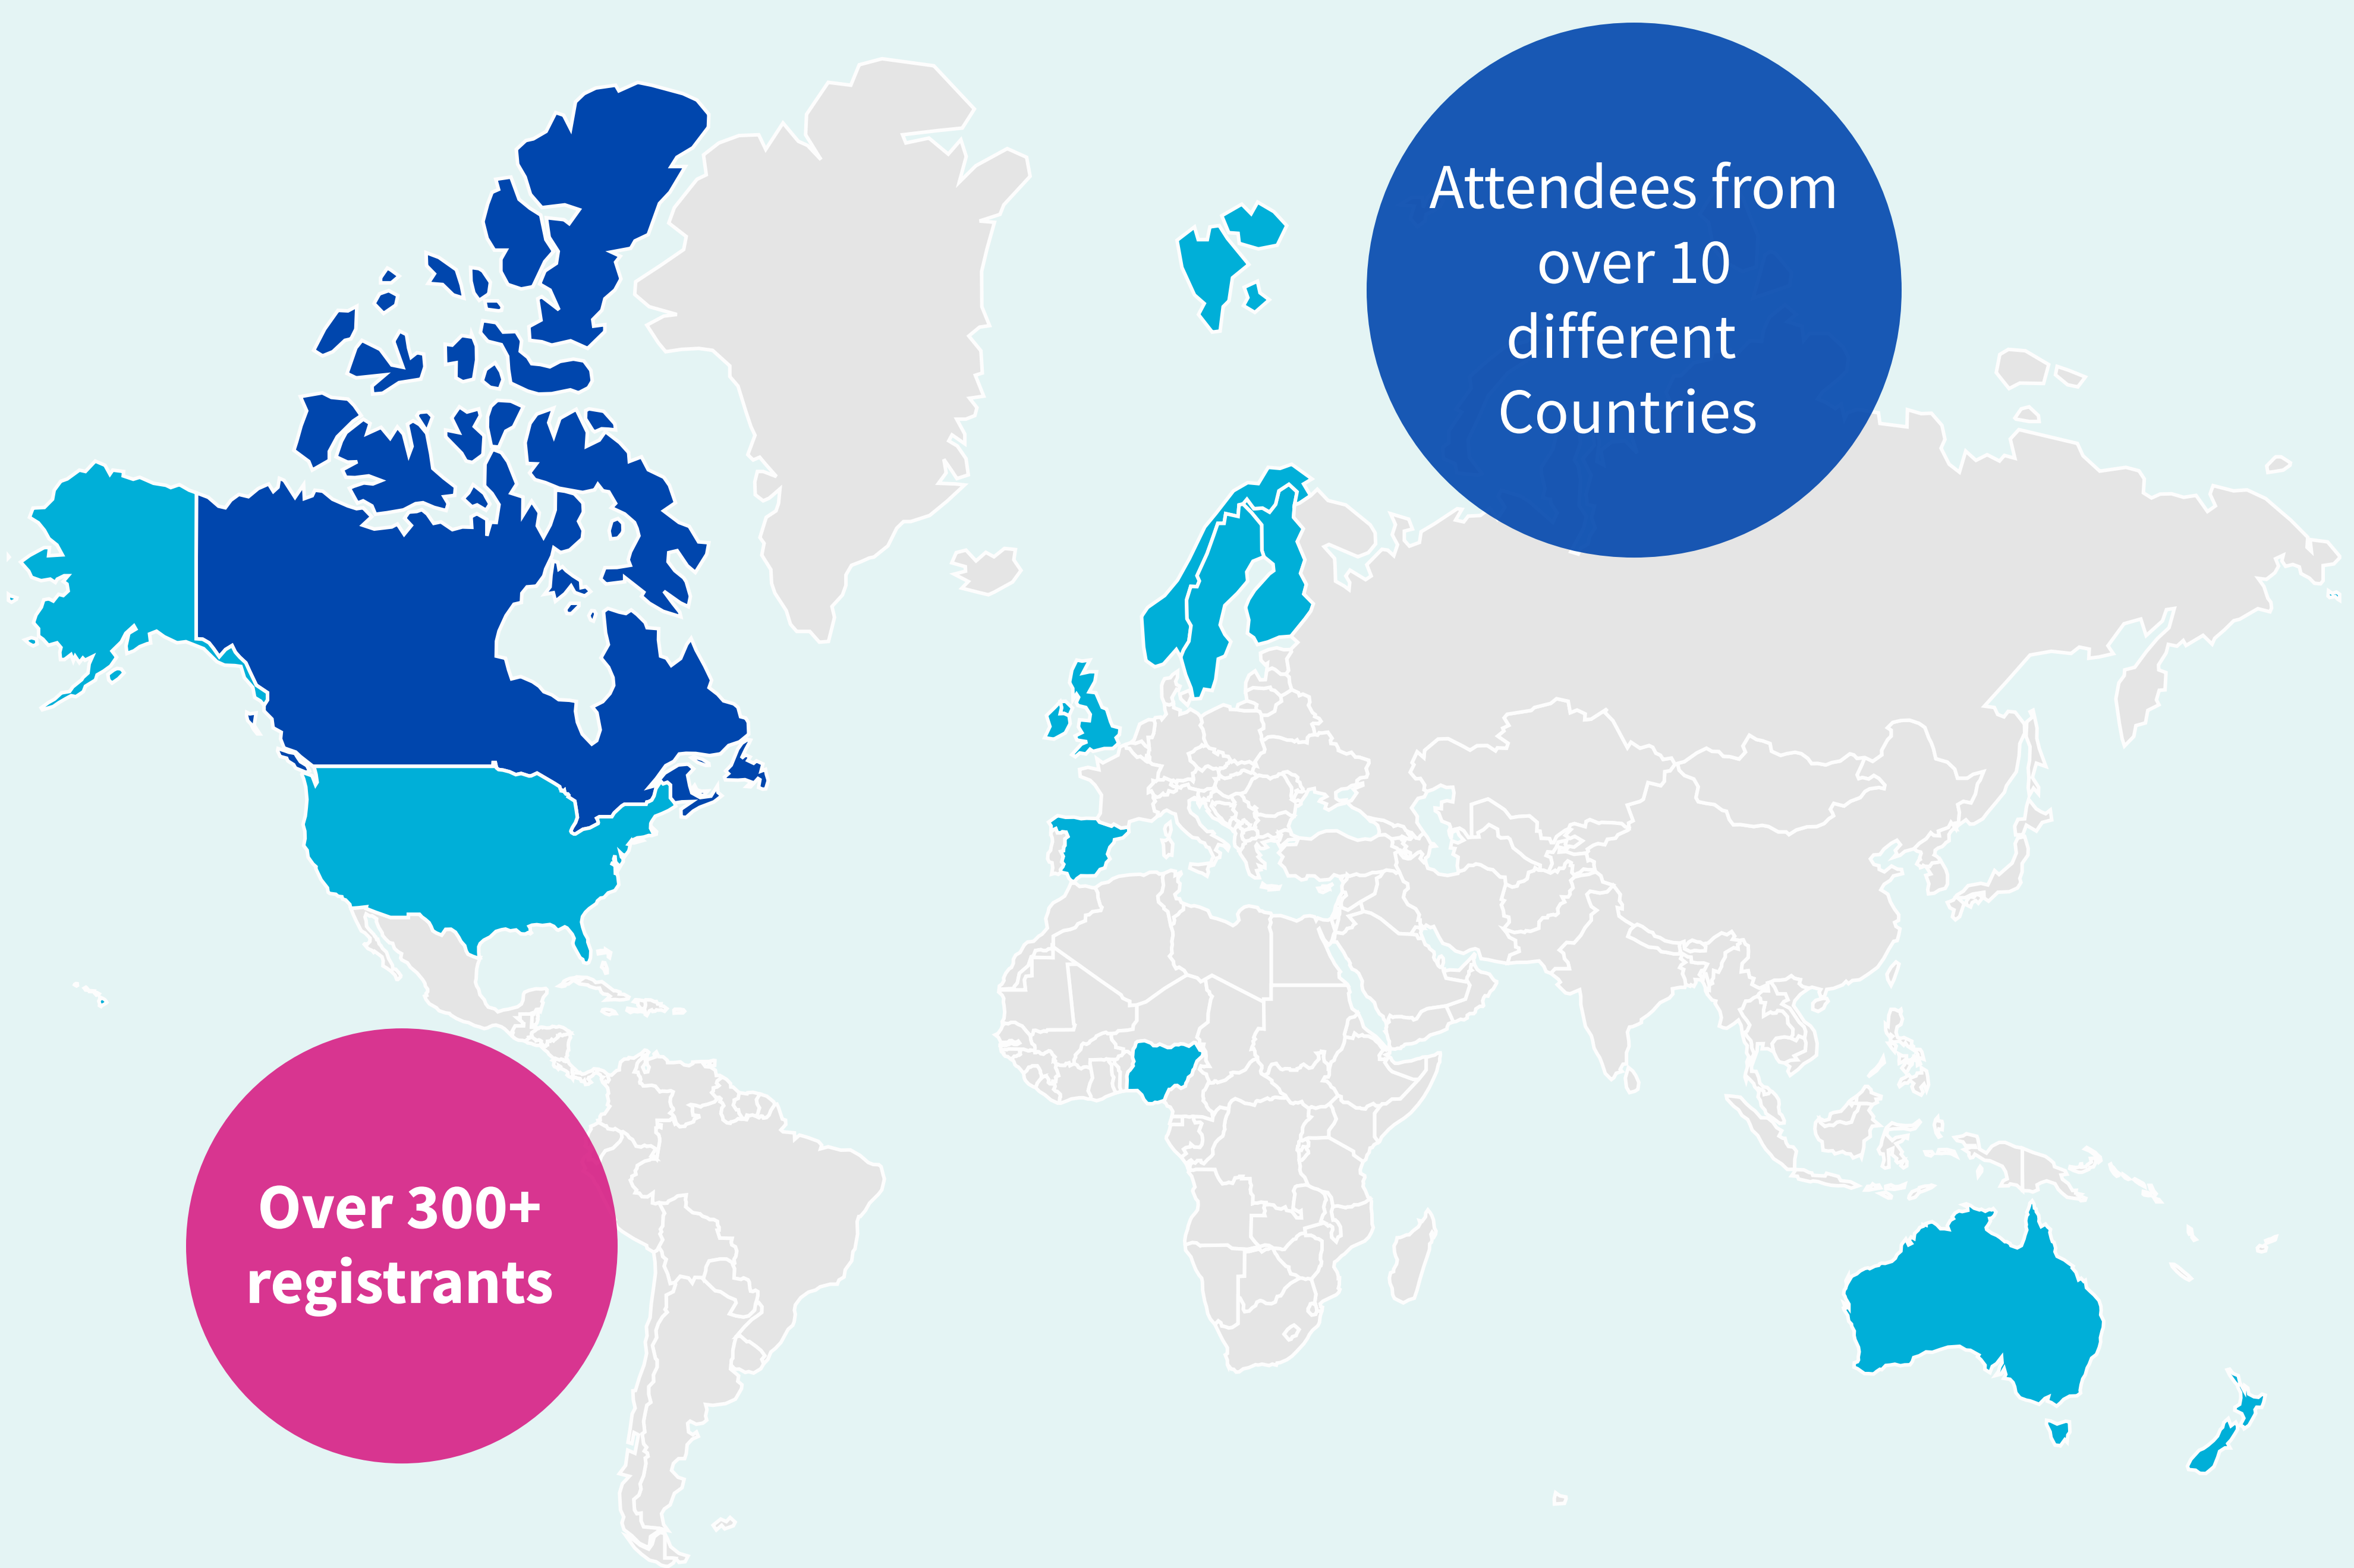 Attendees from
over 10
different
Countries
Over 300+
registrants